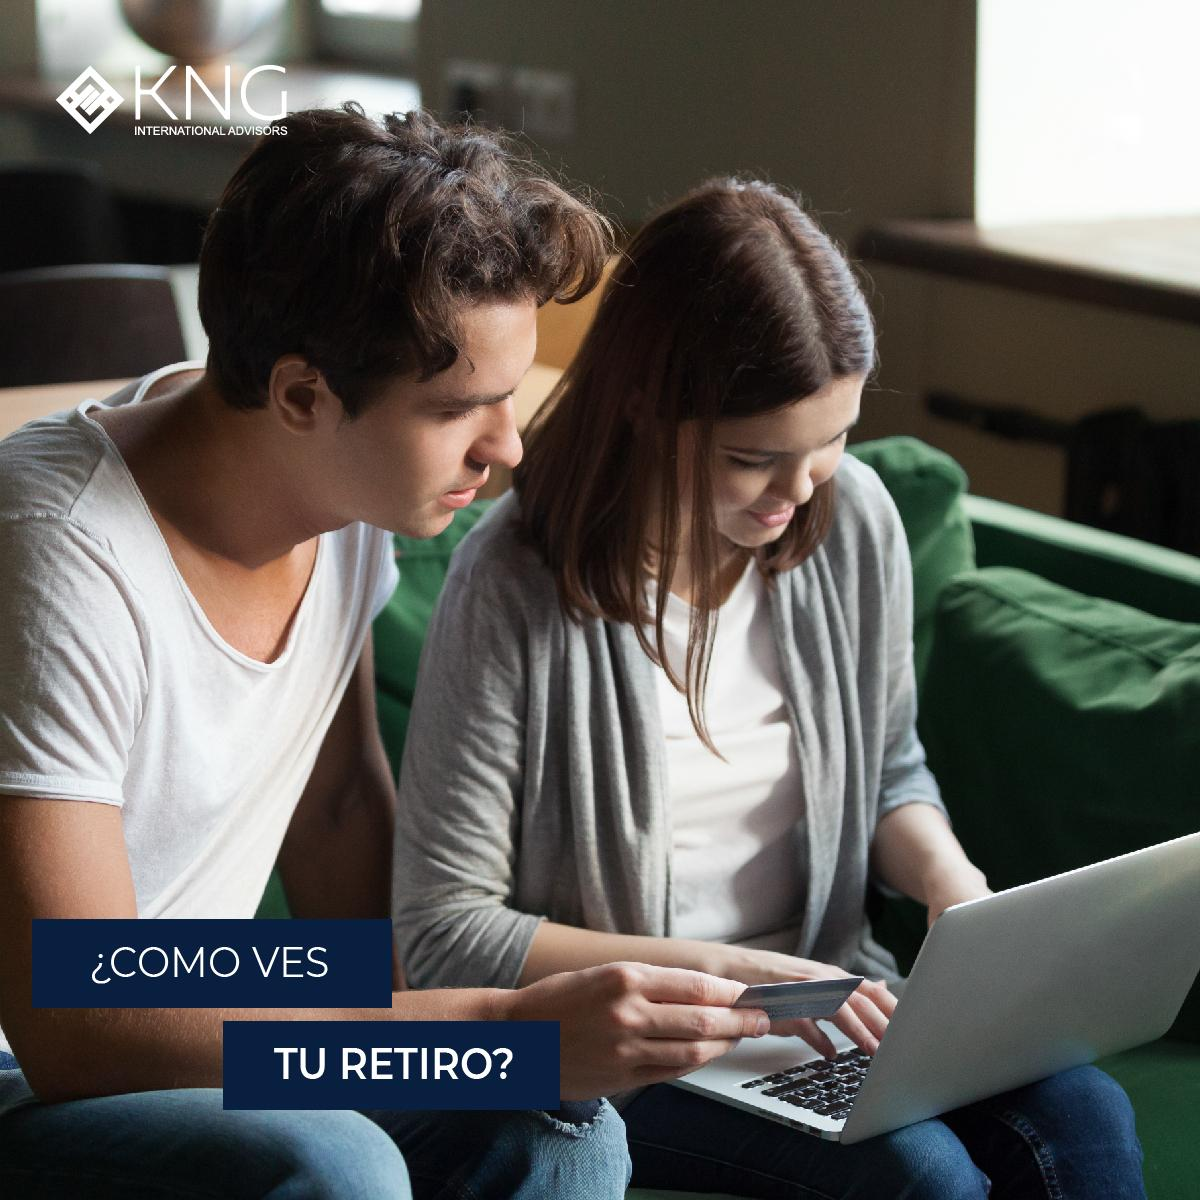 KNG
INTERNATIONAL ADVISORS
¿COMO VES
TU RETIRO?